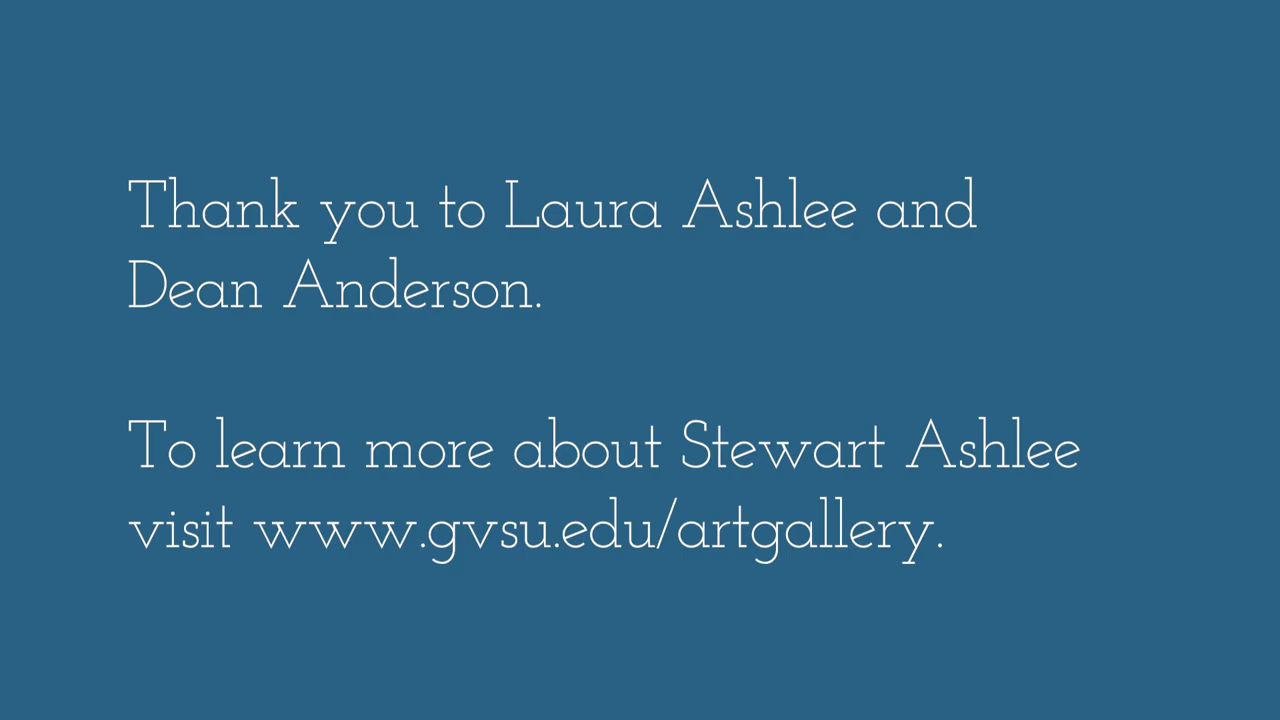 Thank you to Laura Ashlee and
Dean Anderson.
To learn more about Stewart Ashlee
visit www.gvsu.edu/artgallery.